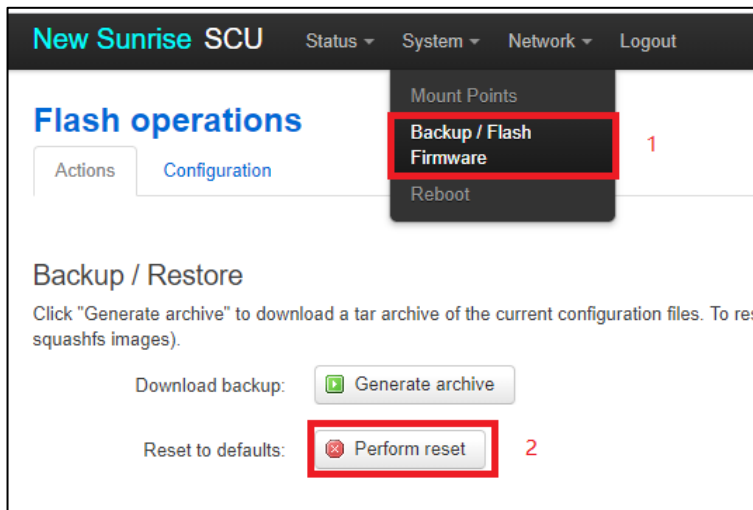 New Sunrise SCU Status System Network Logout
Mount Points
Backup / Flash
Firmware
1
Reboot
Flash operations
Actions Configuration
Backup / Restore
Click "Generate archive" to download a tar archive of the current configuration files. To re
squashfs images).
Download backup: Generate archive
Reset to defaults: Perform reset 2